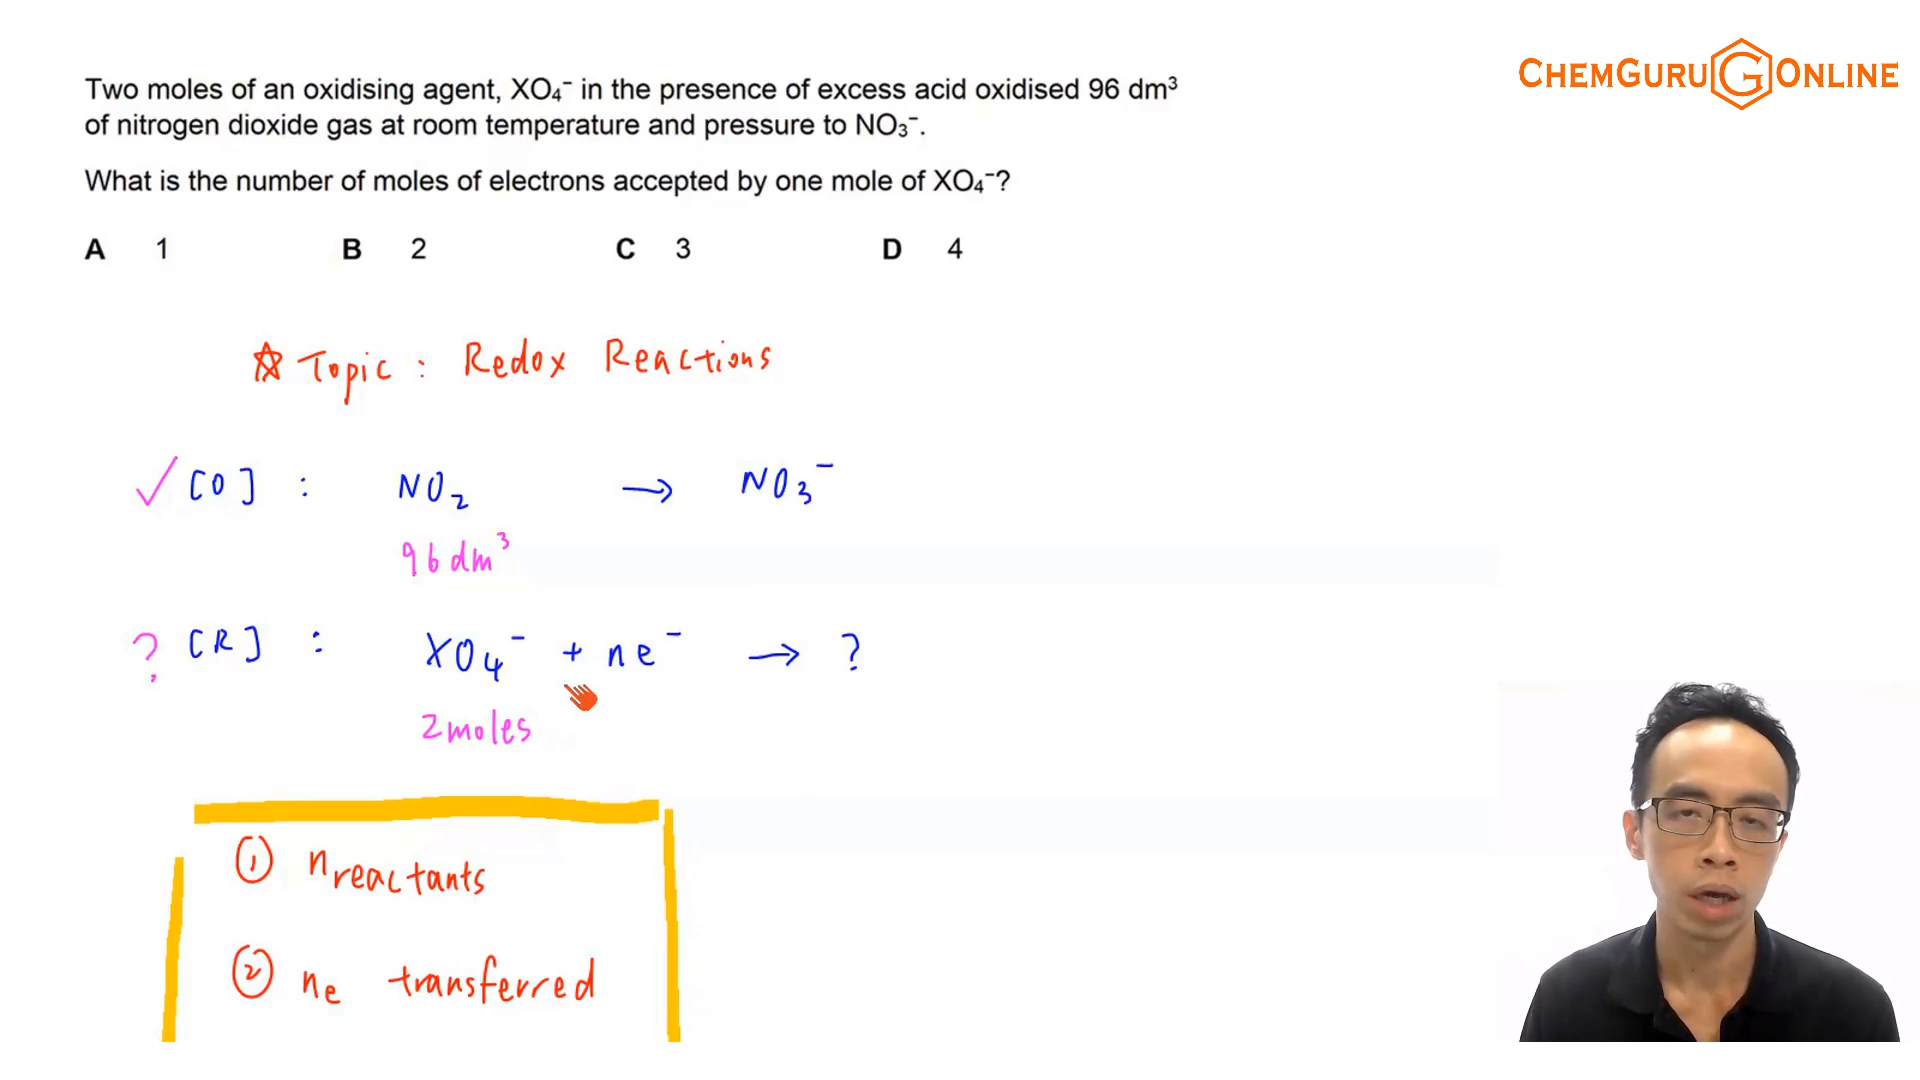 CHEMGURU G ONLINE
Two moles of an oxidising agent, XO₄⁻ in the presence of excess acid oxidised 96 dm³
of nitrogen dioxide gas at room temperature and pressure to NO₃⁻.
What is the number of moles of electrons accepted by one mole of XO₄⁻?
A 1 B 2 C 3 D 4
☆ Topic : Redox Reactions
✓ [O] : NO₂ → NO₃⁻
96 dm³
? [R] : XO₄⁻ + ne⁻ → ?
2 moles
① n reactants
② nₑ transferred